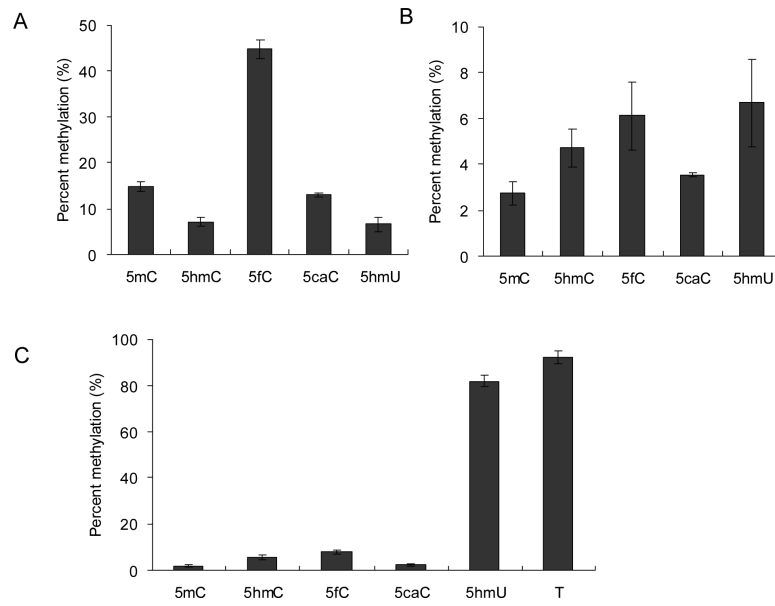 A
Percent methylation (%)
50
40
30
20
10
0
5mC 5hmC 5fC 5caC 5hmU
B
Percent methylation (%)
10
8
6
4
2
0
5mC 5hmC 5fC 5caC 5hmU
C
Percent methylation (%)
100
80
60
40
20
0
5mC 5hmC 5fC 5caC 5hmU T